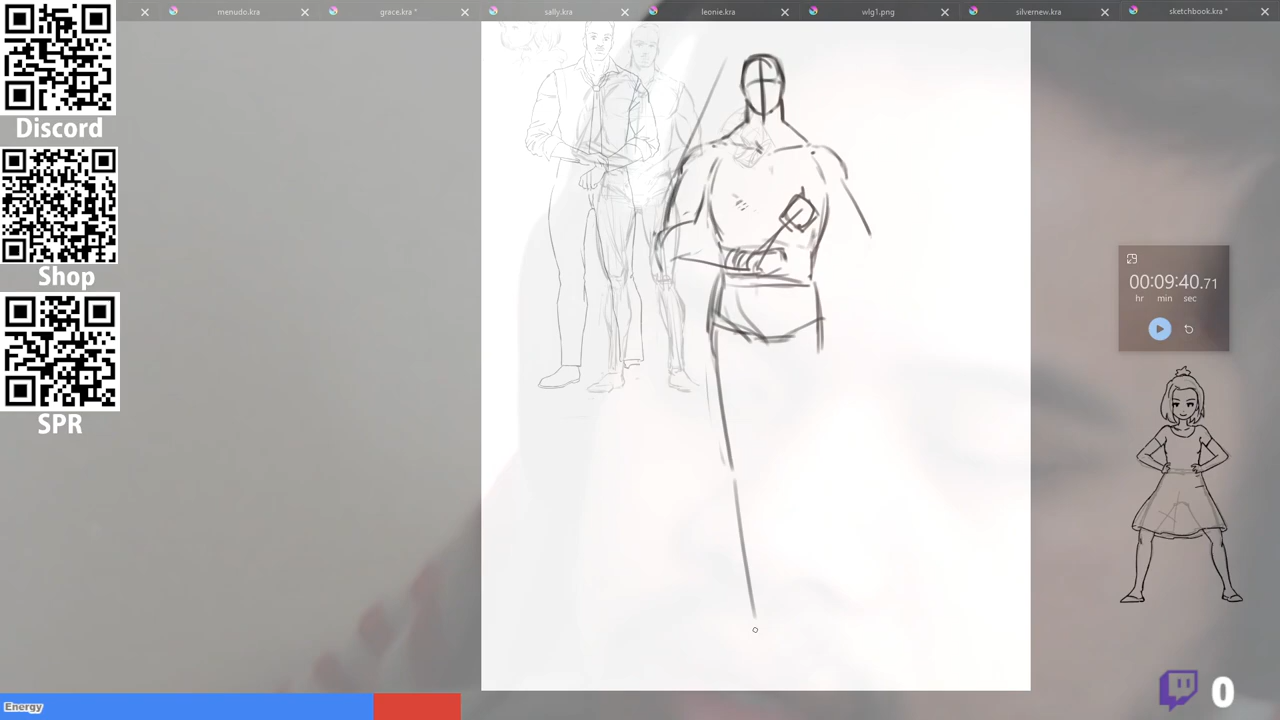 menudo.kra
grace.kra *
sally.kra
leonie.kra
wlg1.png
silvernew.kra
sketchbook.kra *
Discord
Shop
SPR
00:09:40.71
hr min sec
Energy
0